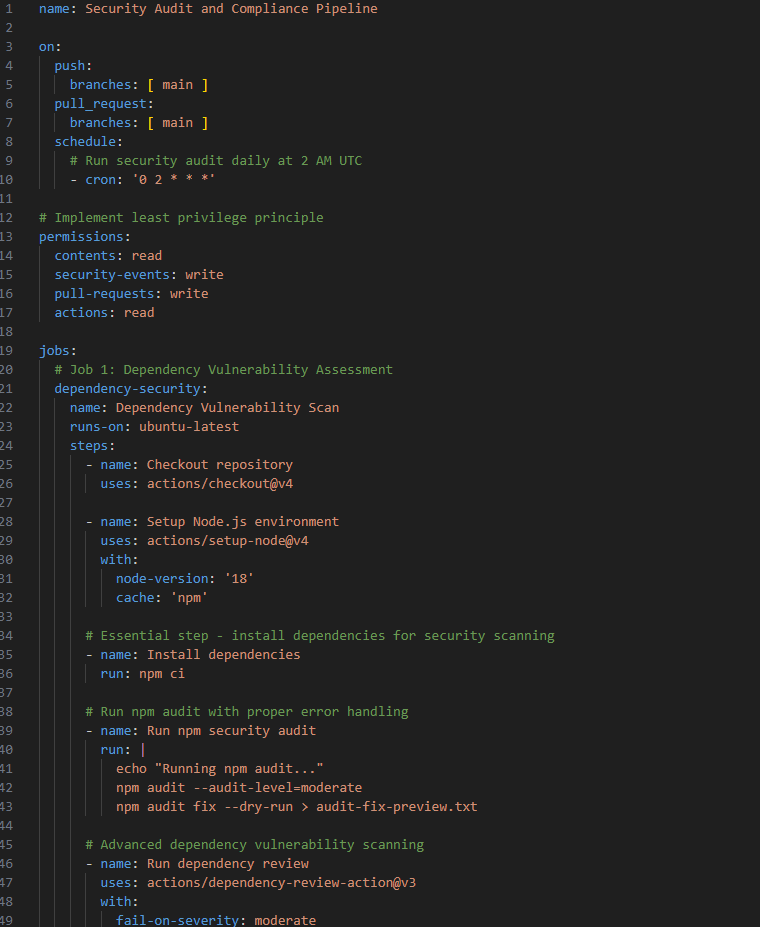 1 name: Security Audit and Compliance Pipeline
2
3 on:
4   push:
5     branches: [ main ]
6   pull_request:
7     branches: [ main ]
8   schedule:
9     # Run security audit daily at 2 AM UTC
10     - cron: '0 2 * * *'
11
12 # Implement least privilege principle
13 permissions:
14   contents: read
15   security-events: write
16   pull-requests: write
17   actions: read
18
19 jobs:
20   # Job 1: Dependency Vulnerability Assessment
21   dependency-security:
22     name: Dependency Vulnerability Scan
23     runs-on: ubuntu-latest
24     steps:
25       - name: Checkout repository
26         uses: actions/checkout@v4
27
28       - name: Setup Node.js environment
29         uses: actions/setup-node@v4
30         with:
31           node-version: '18'
32           cache: 'npm'
33
34       # Essential step - install dependencies for security scanning
35       - name: Install dependencies
36         run: npm ci
37
38       # Run npm audit with proper error handling
39       - name: Run npm security audit
40         run: |
41           echo "Running npm audit..."
42           npm audit --audit-level=moderate
43           npm audit fix --dry-run > audit-fix-preview.txt
44
45       # Advanced dependency vulnerability scanning
46       - name: Run dependency review
47         uses: actions/dependency-review-action@v3
48         with:
49           fail-on-severity: moderate